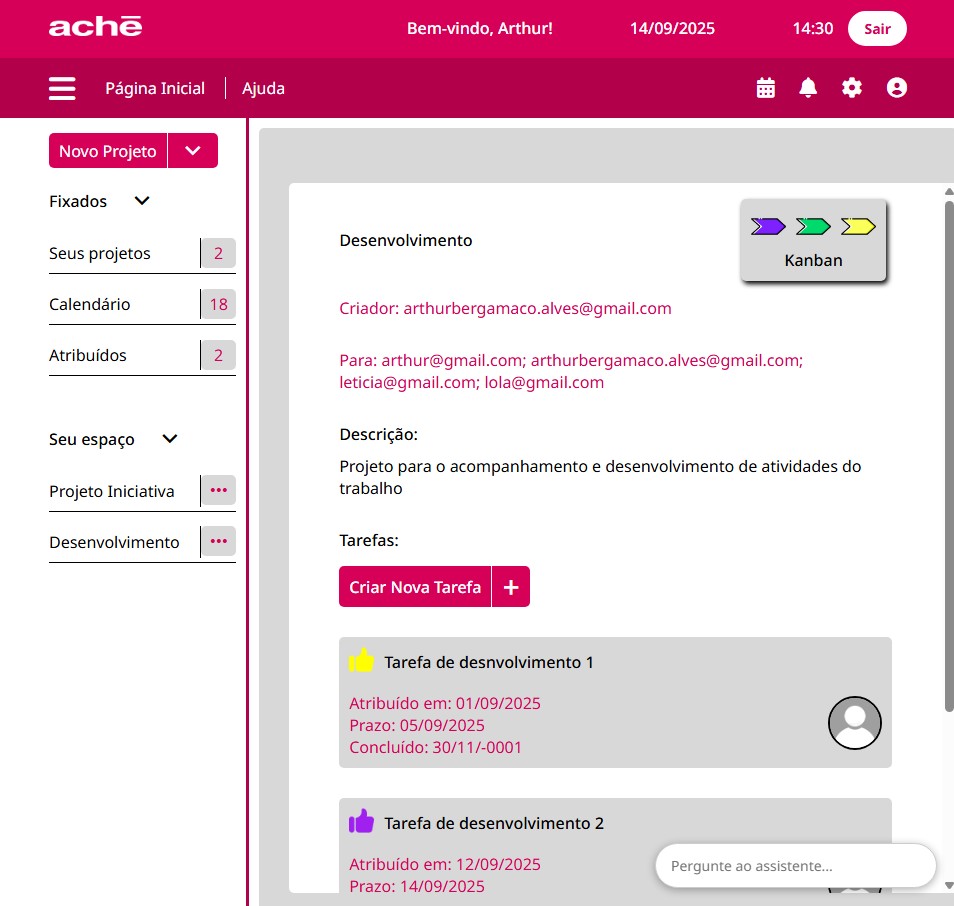 achē
Bem-vindo, Arthur!
14/09/2025
14:30
Sair
Página Inicial
Ajuda
Novo Projeto
Fixados
Seus projetos
2
Calendário
18
Atribuídos
2
Seu espaço
Projeto Iniciativa
Desenvolvimento
Desenvolvimento
Kanban
Criador: arthurbergamaco.alves@gmail.com
Para: arthur@gmail.com; arthurbergamaco.alves@gmail.com;
leticia@gmail.com; lola@gmail.com
Descrição:
Projeto para o acompanhamento e desenvolvimento de atividades do
trabalho
Tarefas:
Criar Nova Tarefa
Tarefa de desnvolvimento 1
Atribuído em: 01/09/2025
Prazo: 05/09/2025
Concluído: 30/11/-0001
Tarefa de desenvolvimento 2
Atribuído em: 12/09/2025
Prazo: 14/09/2025
Pergunte ao assistente...